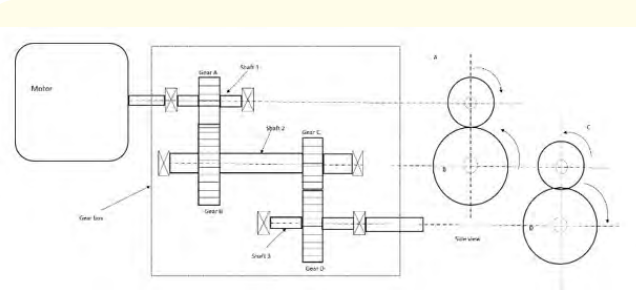 Motor
Gear A
Shaft 1
Shaft 2
Gear C
Gear B
Gear box
Shaft 3
Gear D
A
B
C
D
Side view